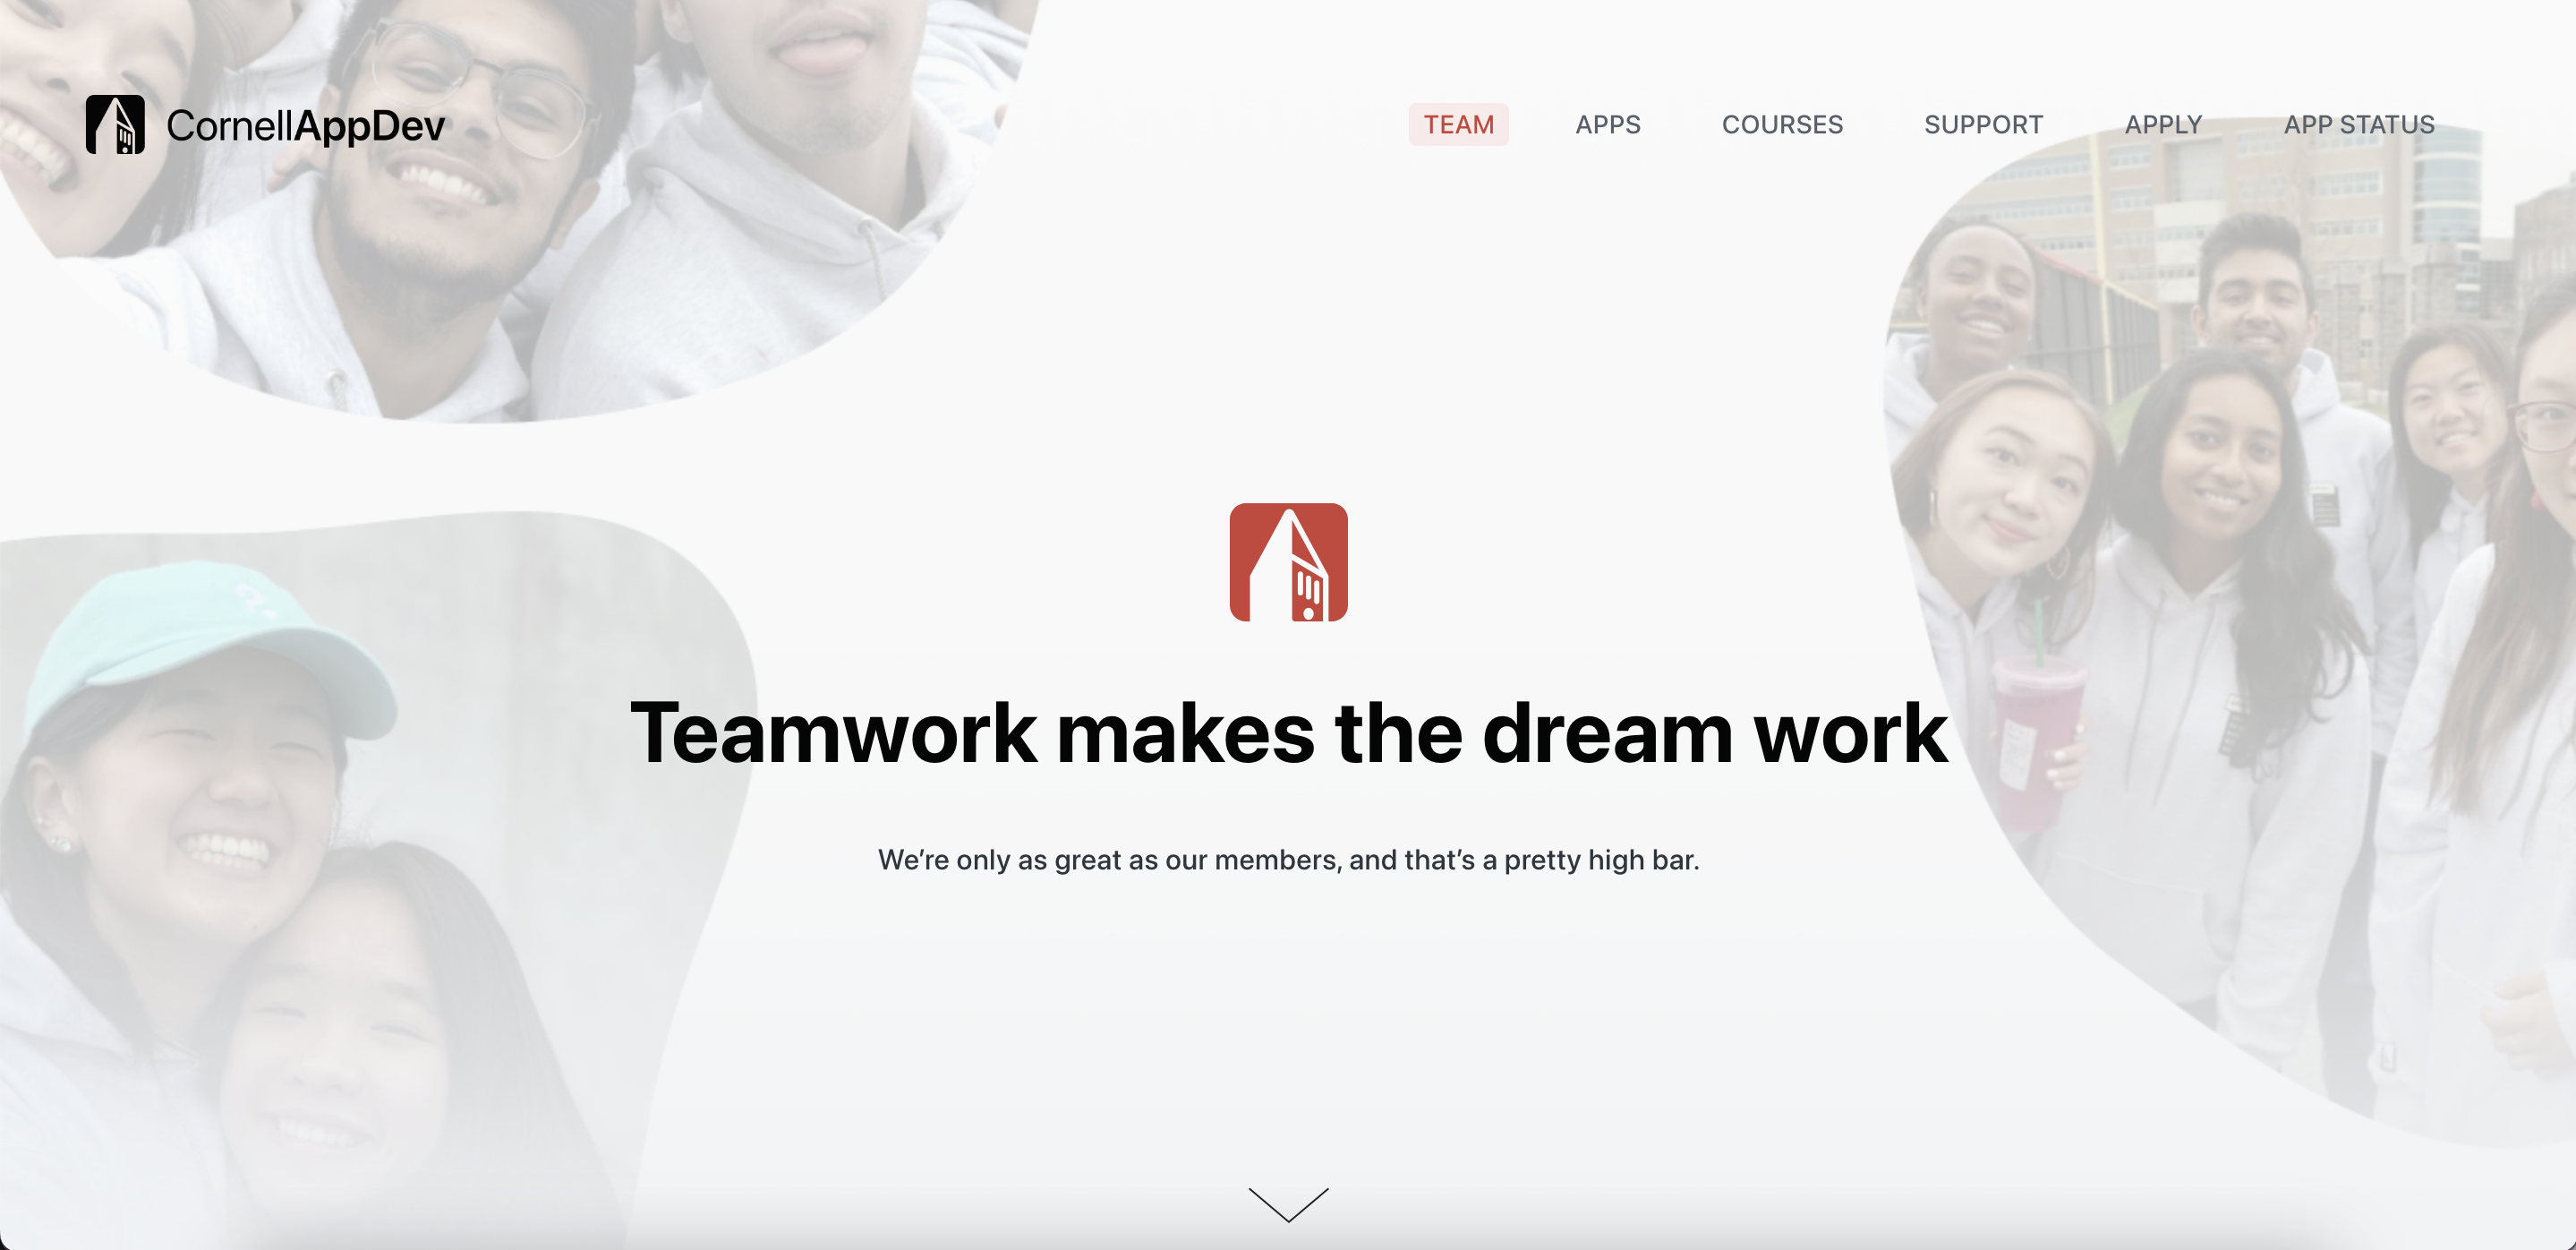 CornellAppDev
TEAM
APPS
COURSES
SUPPORT
APPLY
APP STATUS
Teamwork makes the dream work
We’re only as great as our members, and that’s a pretty high bar.